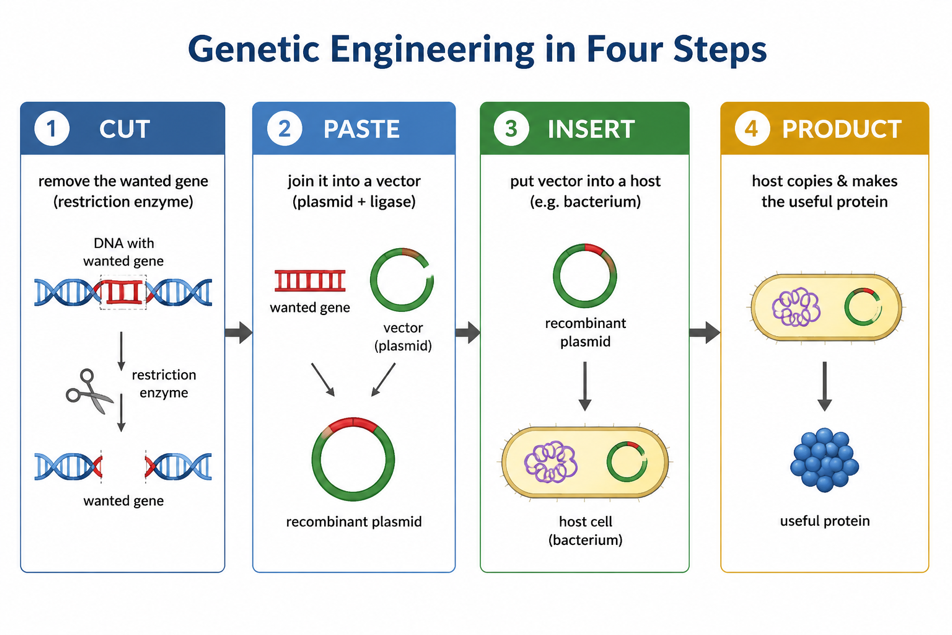 Genetic Engineering in Four Steps
1 CUT
remove the wanted gene
(restriction enzyme)
DNA with
wanted gene
restriction
enzyme
wanted gene
2 PASTE
join it into a vector
(plasmid + ligase)
wanted gene
vector
(plasmid)
recombinant plasmid
3 INSERT
put vector into a host
(e.g. bacterium)
recombinant
plasmid
host cell
(bacterium)
4 PRODUCT
host copies & makes
the useful protein
useful protein